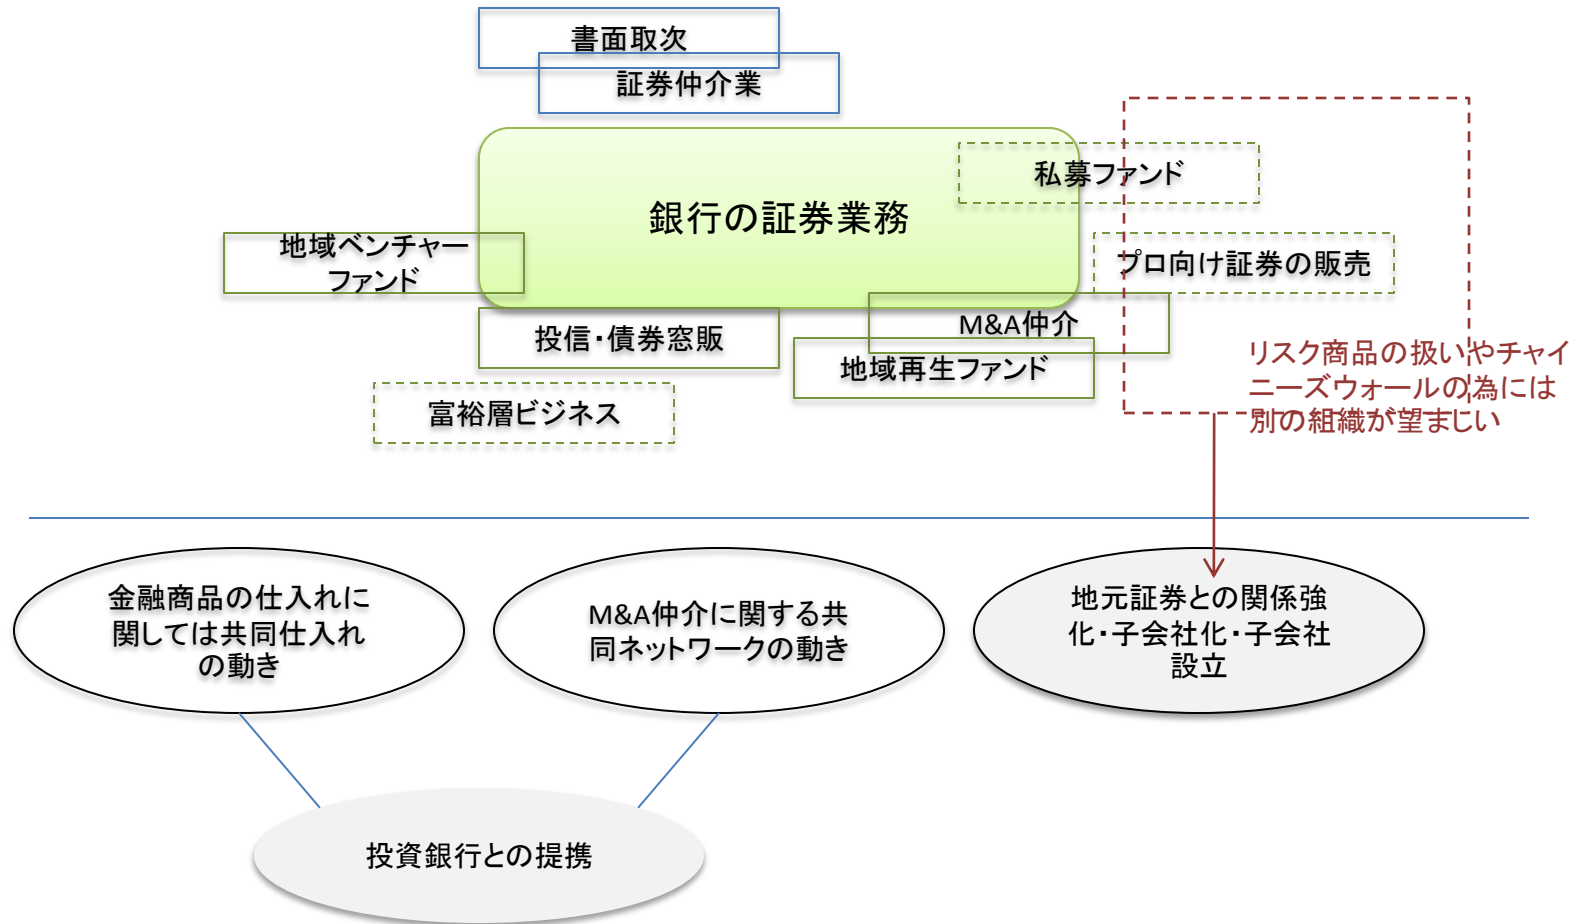 書面取次
証券仲介業
私募ファンド
銀行の証券業務
地域ベンチャー
ファンド
プロ向け証券の販売
投信・債券窓販
M&A仲介
地域再生ファンド
リスク商品の扱いやチャイ
ニーズウォールの為には
別の組織が望ましい
富裕層ビジネス
金融商品の仕入れに
関しては共同仕入れ
の動き
M&A仲介に関する共
同ネットワークの動き
地元証券との関係強
化・子会社化・子会社
設立
投資銀行との提携